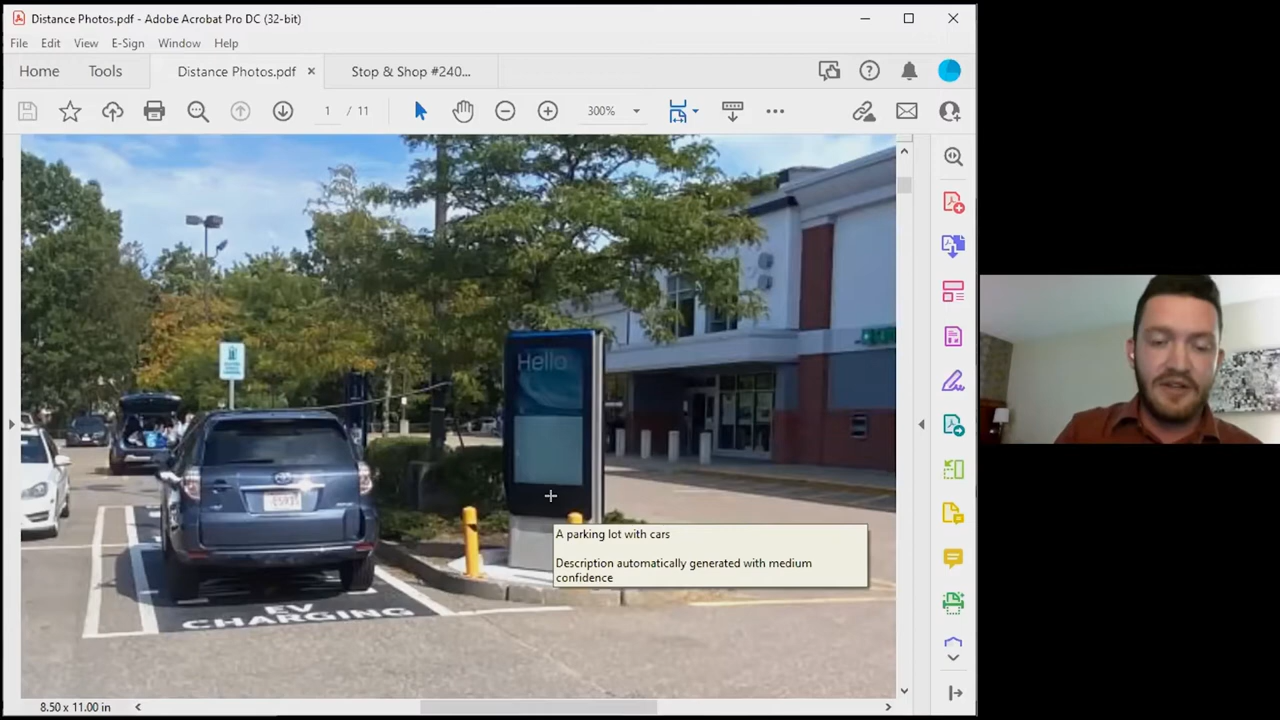 Distance Photos.pdf - Adobe Acrobat Pro DC (32-bit)
File Edit View E-Sign Window Help
Home Tools Distance Photos.pdf Stop & Shop #240...
1 / 11 300%
Hello
A parking lot with cars
Description automatically generated with medium
confidence
EV
CHARGING
8.50 x 11.00 in